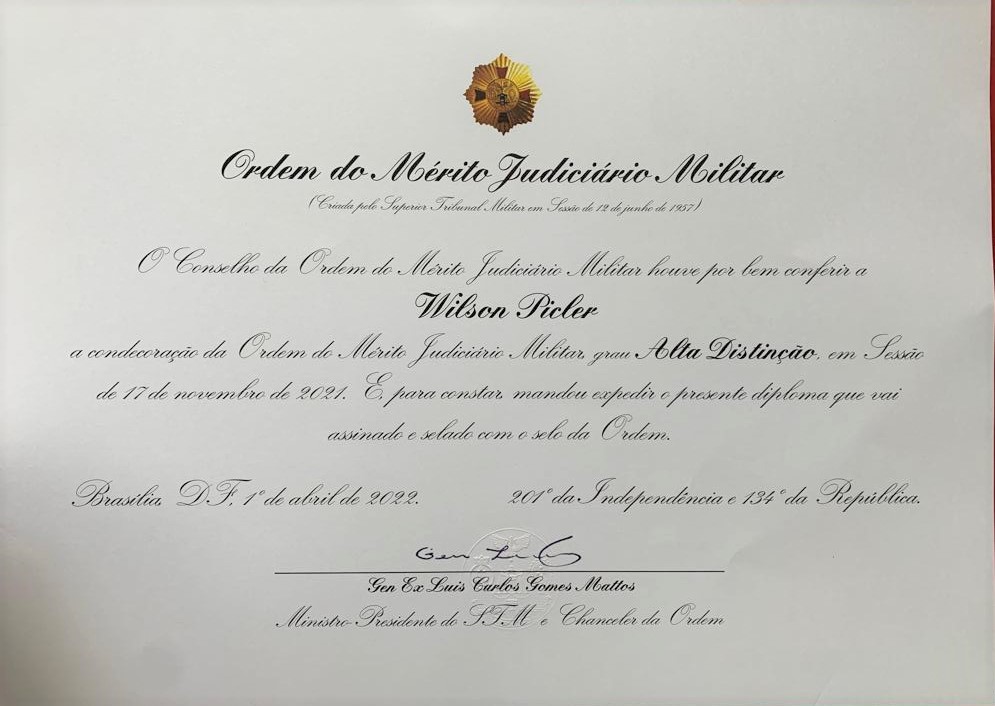 Ordem do Mérito Judiciário Militar
(Criada pelo Superior Tribunal Militar em Sessão de 12 de junho de 1957)
O Conselho da Ordem do Mérito Judiciário Militar houve por bem conferir a
Wilson Picler
a condecoração da Ordem do Mérito Judiciário Militar, grau Alta Distinção, em Sessão
de 17 de novembro de 2021. E, para constar, mandou expedir o presente diploma que vai
assinado e selado com o selo da Ordem.
Brasília, D.F, 1º de abril de 2022. 201º da Independência e 134º da República.
Gen Ex Luis Carlos Gomes Mattos
Ministro-Presidente do STM e Chanceler da Ordem